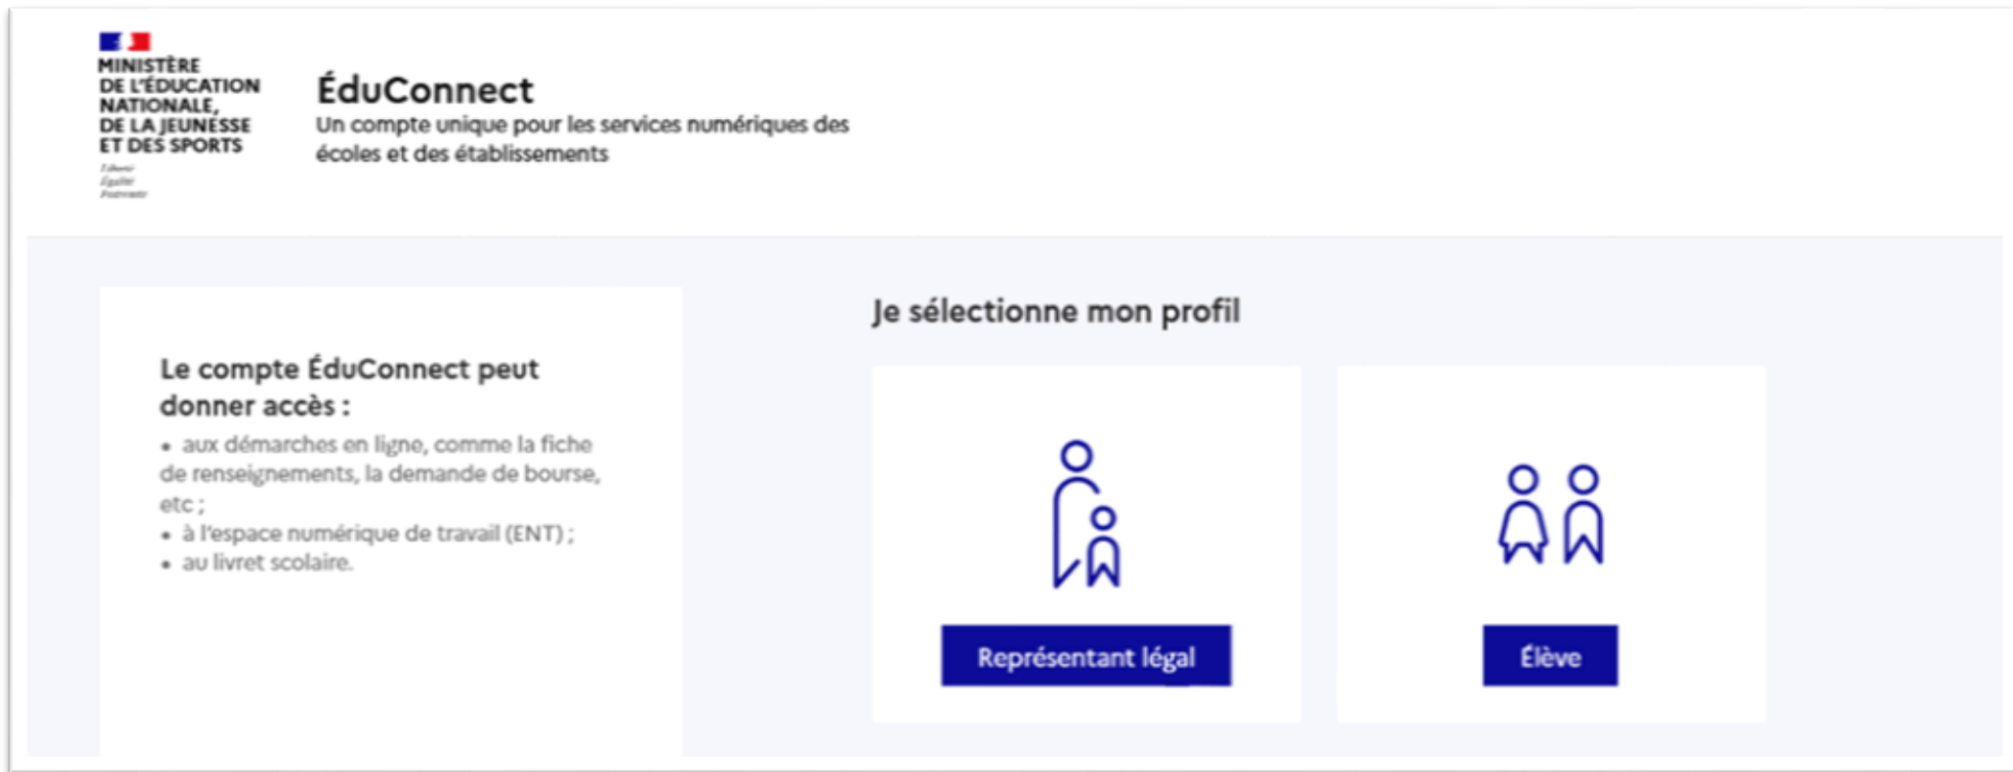 MINISTÈRE
DE L'ÉDUCATION
NATIONALE,
DE LA JEUNESSE
ET DES SPORTS
Liberté
Égalité
Fraternité
ÉduConnect
Un compte unique pour les services numériques des
écoles et des établissements
Le compte ÉduConnect peut
donner accès :
• aux démarches en ligne, comme la fiche
de renseignements, la demande de bourse,
etc ;
• à l'espace numérique de travail (ENT) ;
• au livret scolaire.
Je sélectionne mon profil
Représentant légal
Élève